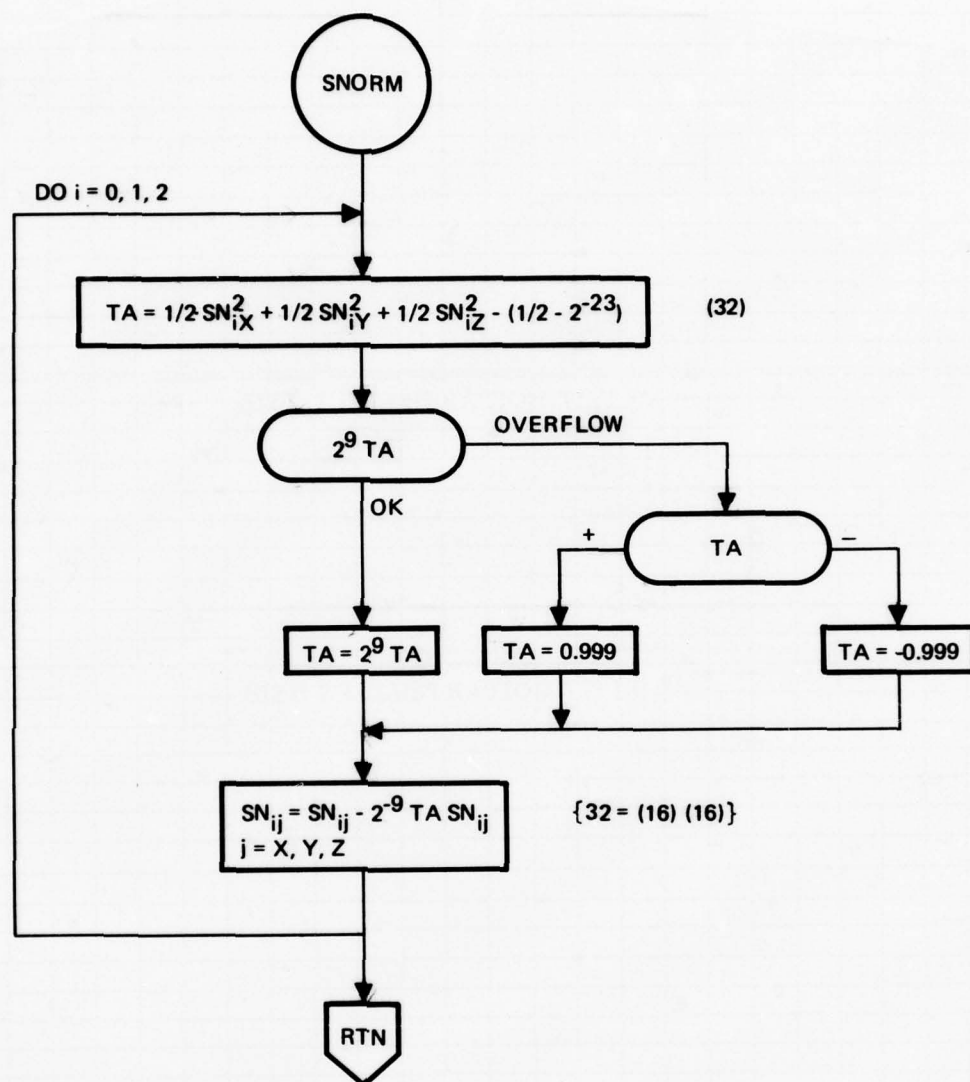 SNORM
DO i = 0, 1, 2
TA = 1/2 SN²iX + 1/2 SN²iY + 1/2 SN²iZ - (1/2 - 2⁻²³) (32)
2⁹ TA
OVERFLOW
OK
+ TA −
TA = 2⁹ TA
TA = 0.999
TA = -0.999
SNij = SNij - 2⁻⁹ TA SNij {32 = (16) (16)}
j = X, Y, Z
RTN